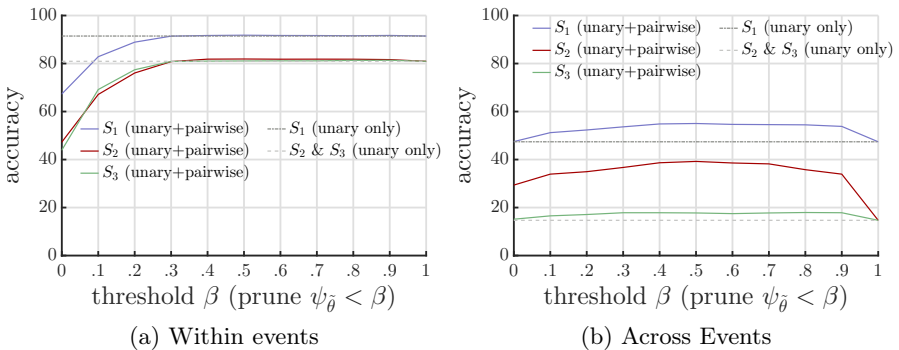 100
80
60
40
20
0
accuracy
S₁ (unary+pairwise)
S₂ (unary+pairwise)
S₃ (unary+pairwise)
S₁ (unary only)
S₂ & S₃ (unary only)
0 .1 .2 .3 .4 .5 .6 .7 .8 .9 1
threshold β (prune ψ_θ̃ < β)
(a) Within events
100
80
60
40
20
0
accuracy
S₁ (unary+pairwise)
S₂ (unary+pairwise)
S₃ (unary+pairwise)
S₁ (unary only)
S₂ & S₃ (unary only)
0 .1 .2 .3 .4 .5 .6 .7 .8 .9 1
threshold β (prune ψ_θ̃ < β)
(b) Across Events